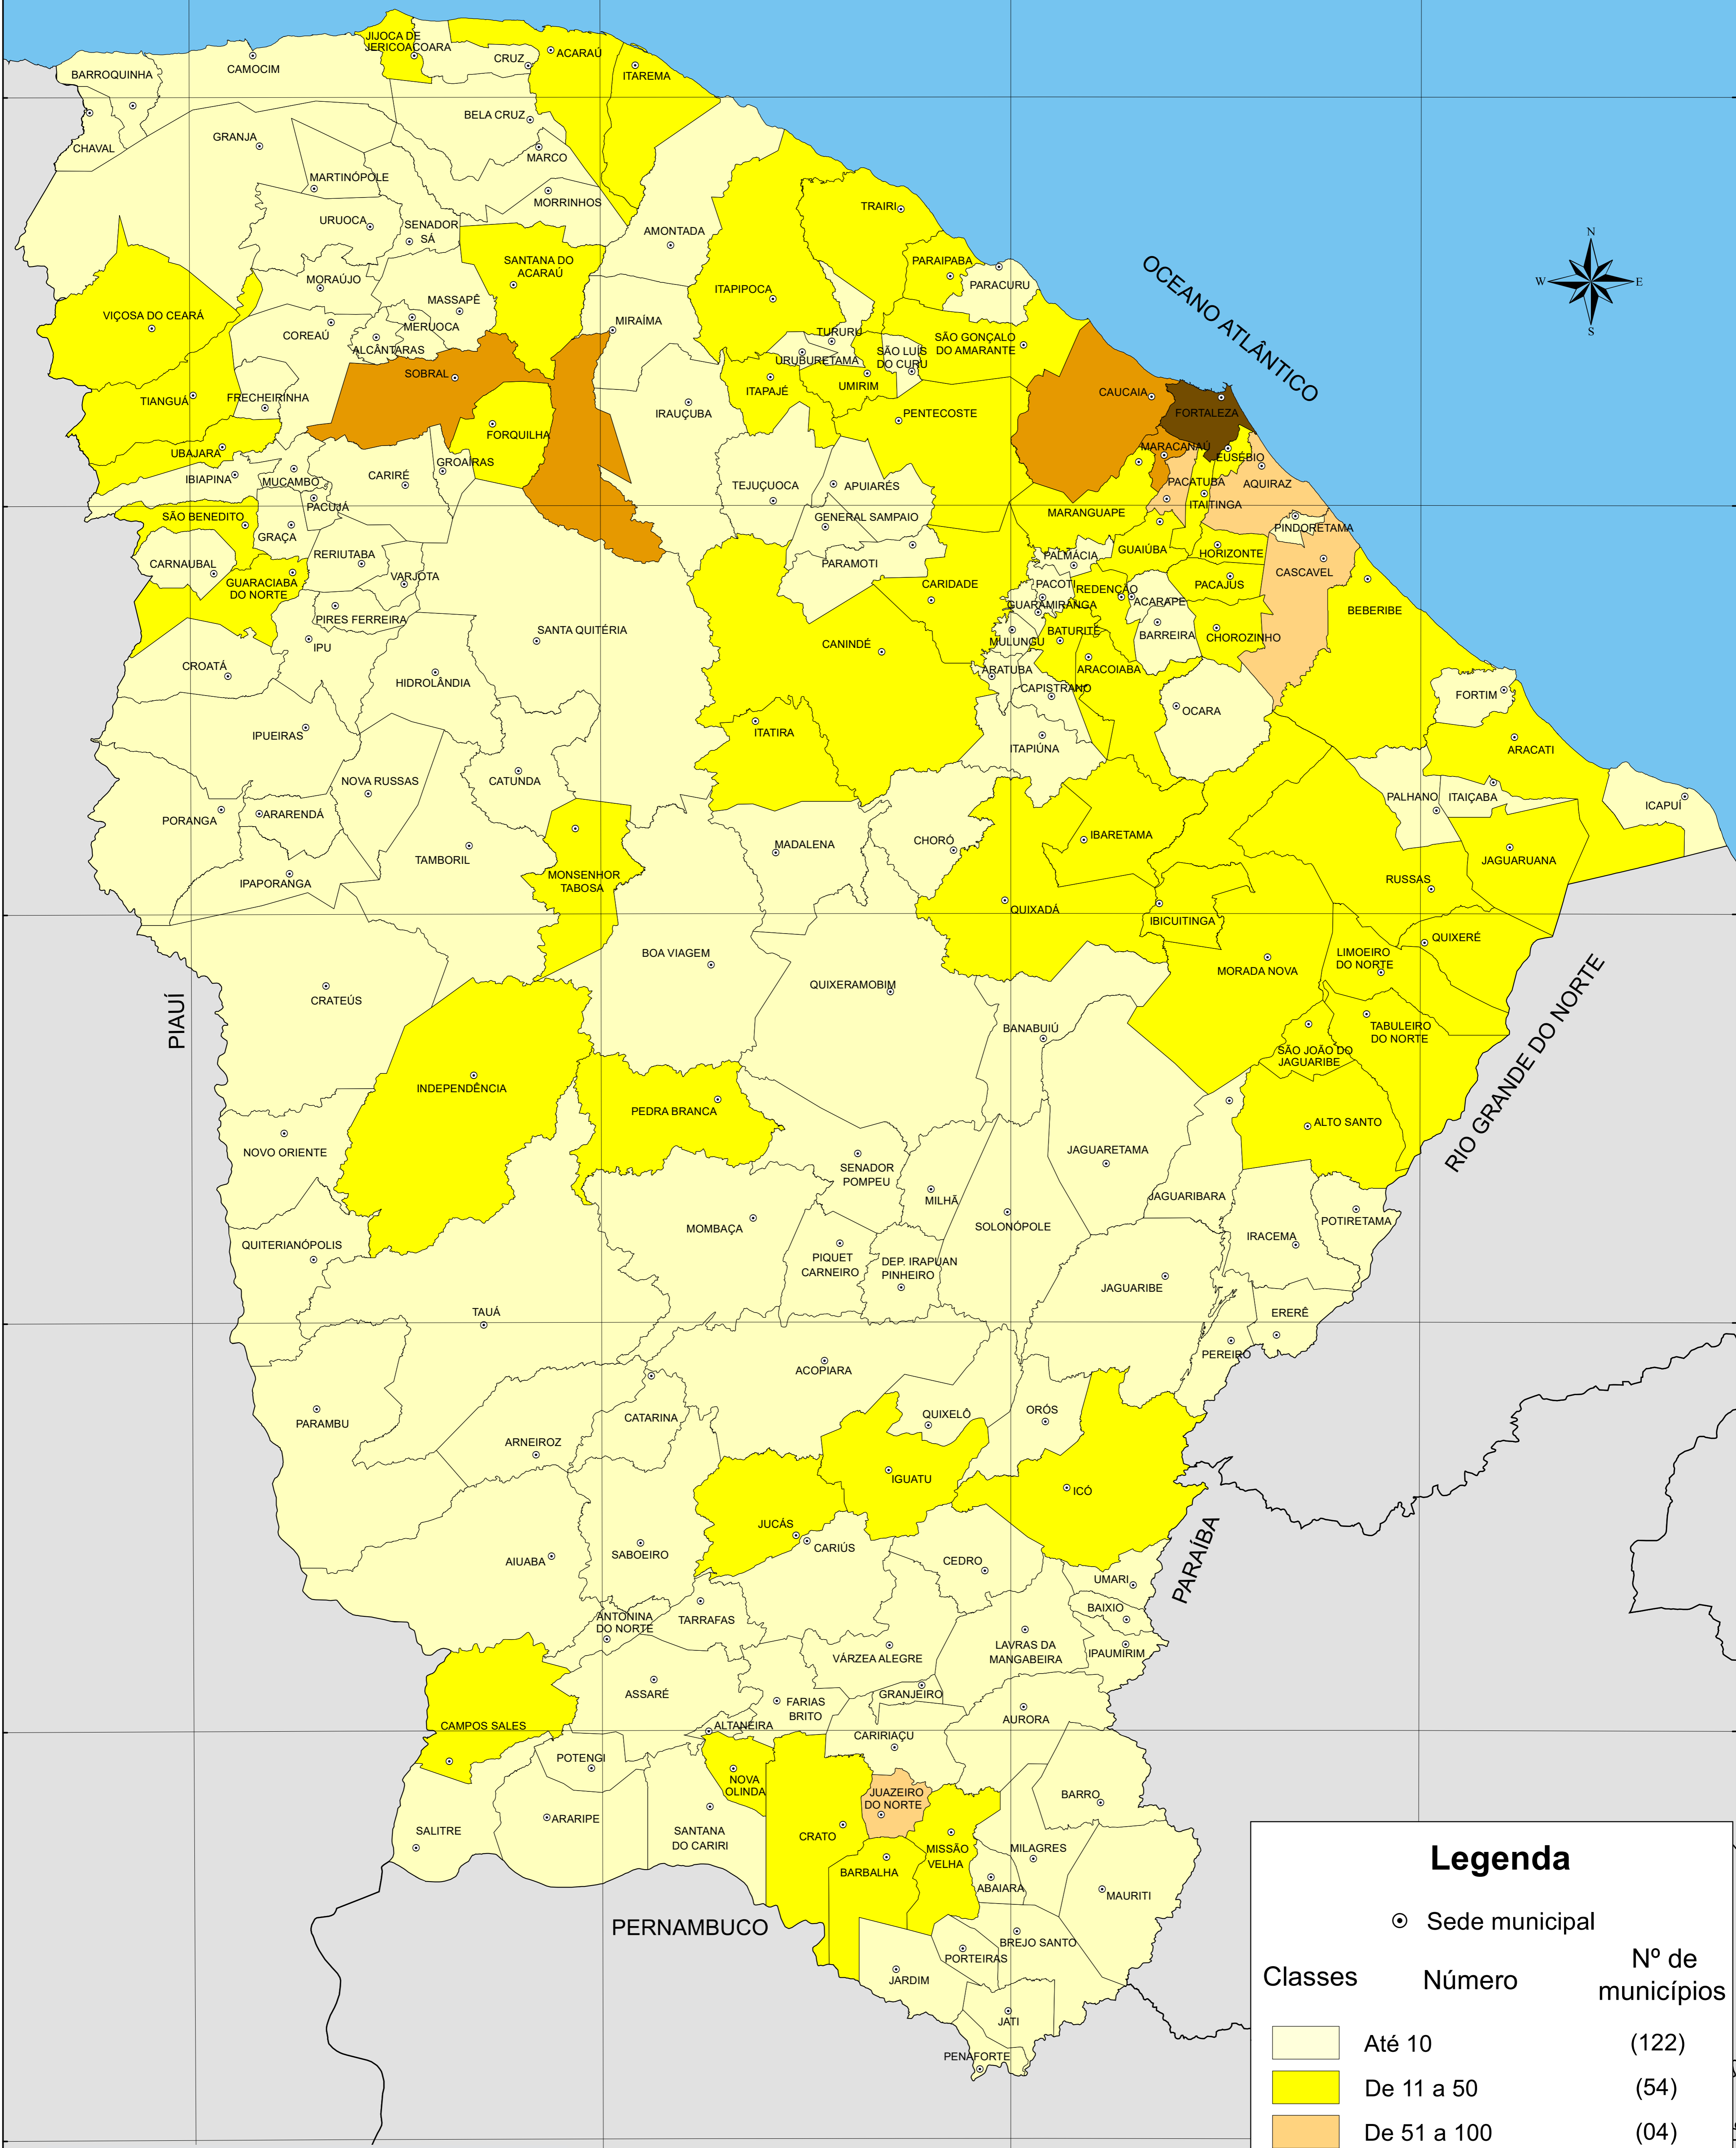 JIJOCA DE
JERICOACOARA
CRUZ
ACARAÚ
ITAREMA
BARROQUINHA
CAMOCIM
BELA CRUZ
CHAVAL
GRANJA
MARCO
MARTINÓPOLE
MORRINHOS
URUOCA
SENADOR
SÁ
AMONTADA
TRAIRI
SANTANA DO
ACARAÚ
PARAIPABA
PARACURU
MORAÚJO
MASSAPÊ
ITAPIPOCA
VIÇOSA DO CEARÁ
MERUOCA
MIRAÍMA
COREAÚ
ALCÂNTARAS
TURURU
URUBURETAMA
SÃO LUÍS
DO CURU
SÃO GONÇALO
DO AMARANTE
OCEANO ATLÂNTICO
N
W
E
S
SOBRAL
TIANGUÁ
FRECHEIRINHA
IRAUÇUBA
ITAPAJÉ
UMIRIM
PENTECOSTE
CAUCAIA
FORTALEZA
FORQUILHA
UBAJARA
MARACANAÚ
EUSÉBIO
IBIAPINA
MUCAMBO
CARIRÉ
GROAÍRAS
TEJUÇUOCA
APUIARÉS
PACATUBA
AQUIRAZ
PACUJÁ
SÃO BENEDITO
GRAÇA
GENERAL SAMPAIO
MARANGUAPE
ITAITINGA
PINDORETAMA
CARNAUBAL
RERIUTABA
VARJOTA
GUARACIABA
DO NORTE
PARAMOTI
PALMÁCIA
GUAIÚBA
HORIZONTE
CASCAVEL
CARIDADE
PACOTI
REDENÇÃO
PACAJUS
GUARAMIRANGA
ACARAPE
BEBERIBE
PIRES FERREIRA
IPU
SANTA QUITÉRIA
CANINDÉ
MULUNGU
BATURITÉ
BARREIRA
CHOROZINHO
CROATÁ
HIDROLÂNDIA
ARATUBA
ARACOIABA
CAPISTRANO
FORTIM
OCARA
IPUEIRAS
ITATIRA
ITAPIÚNA
ARACATI
NOVA RUSSAS
CATUNDA
PORANGA
ARARENDÁ
PALHANO
ITAIÇABA
ICAPUÍ
TAMBORIL
MADALENA
CHORÓ
IBARETAMA
JAGUARUANA
IPAPORANGA
MONSENHOR
TABOSA
RUSSAS
QUIXADÁ
IBICUITINGA
BOA VIAGEM
QUIXERÉ
LIMOEIRO
DO NORTE
MORADA NOVA
CRATEÚS
QUIXERAMOBIM
PIAUÍ
BANABUIÚ
TABULEIRO
DO NORTE
SÃO JOÃO DO
JAGUARIBE
RIO GRANDE DO NORTE
INDEPENDÊNCIA
PEDRA BRANCA
ALTO SANTO
NOVO ORIENTE
SENADOR
POMPEU
JAGUARETAMA
MILHÃ
JAGUARIBARA
MOMBAÇA
SOLONÓPOLE
POTIRETAMA
IRACEMA
QUITERIANÓPOLIS
PIQUET
CARNEIRO
DEP. IRAPUAN
PINHEIRO
JAGUARIBE
TAUÁ
ERERÊ
PEREIRO
ACOPIARA
PARAMBU
CATARINA
QUIXELÔ
ORÓS
ARNEIROZ
IGUATU
ICÓ
JUCÁS
CARIÚS
AIUABA
SABOEIRO
CEDRO
UMARI
PARAÍBA
BAIXIO
ANTONINA
DO NORTE
TARRAFAS
VÁRZEA ALEGRE
LAVRAS DA
MANGABEIRA
IPAUMIRIM
ASSARÉ
GRANJEIRO
FARIAS
BRITO
AURORA
CAMPOS SALES
ALTANEIRA
CARIRIAÇU
POTENGI
NOVA
OLINDA
JUAZEIRO
DO NORTE
BARRO
SALITRE
ARARIPE
SANTANA
DO CARIRI
CRATO
MISSÃO
VELHA
MILAGRES
BARBALHA
ABAIARA
MAURITI
PERNAMBUCO
BREJO SANTO
PORTEIRAS
JARDIM
JATI
PENAFORTE
Legenda
Sede municipal
Classes Número Nº de
municípios
Até 10 (122)
De 11 a 50 (54)
De 51 a 100 (04)